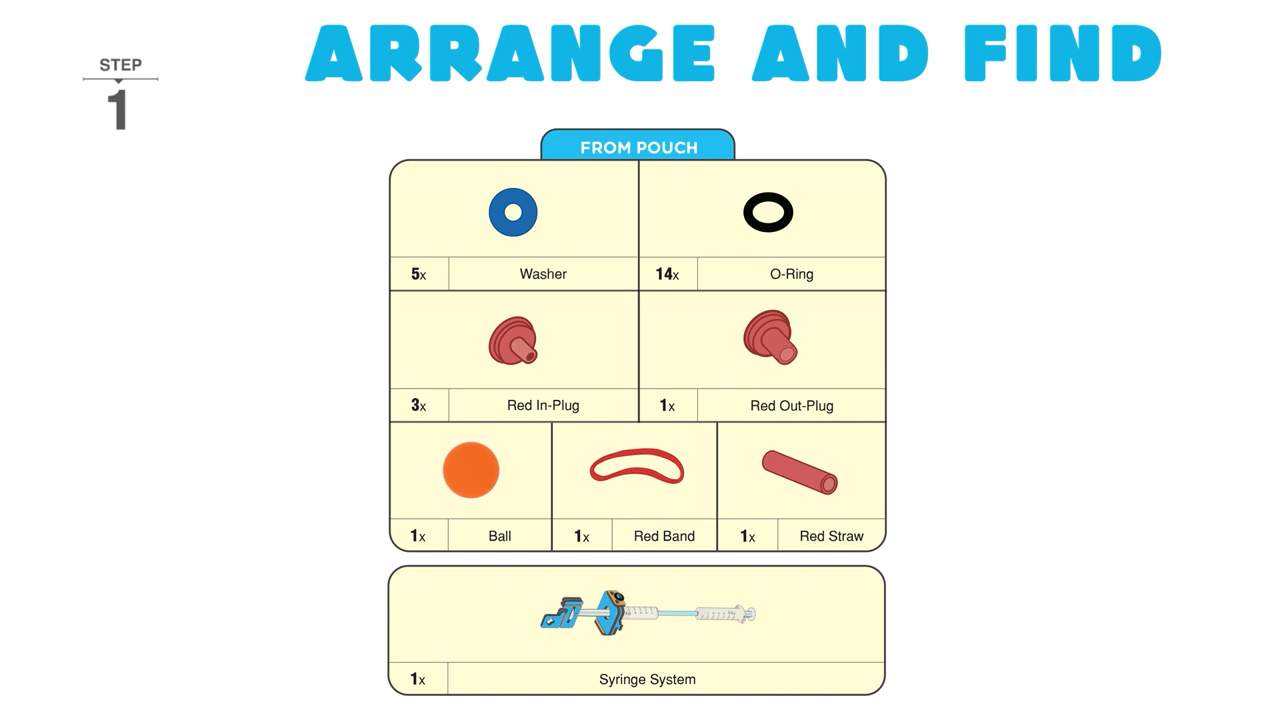 STEP
1
ARRANGE AND FIND
FROM POUCH
5x Washer
14x O-Ring
3x Red In-Plug
1x Red Out-Plug
1x Ball
1x Red Band
1x Red Straw
1x Syringe System